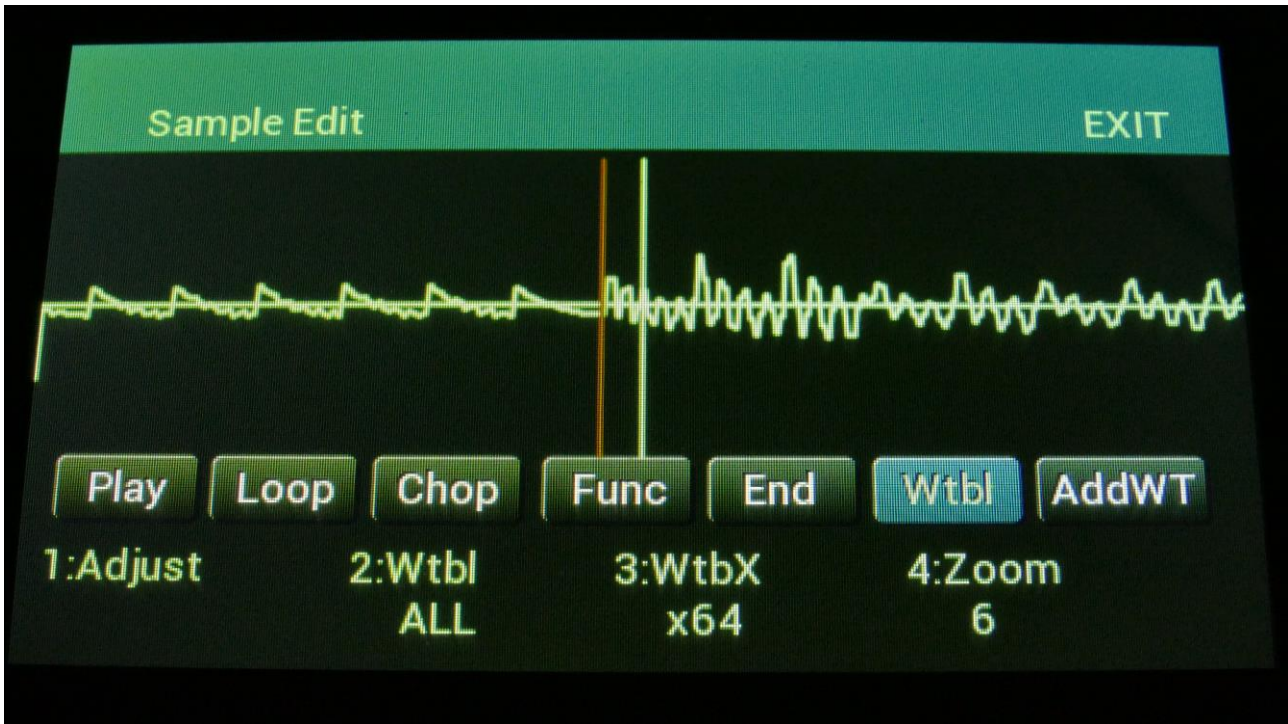 Sample Edit EXIT
Play Loop Chop Func End Wtbl AddWT
1:Adjust 2:Wtbl 3:WtbX 4:Zoom
ALL x64 6